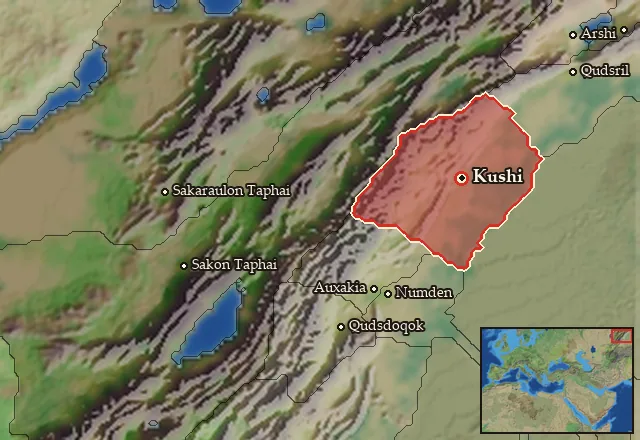 Arshi
Qudsril
Kushi
Sakaraulon Taphai
Sakon Taphai
Auxakia
Numden
Qudsdoqok